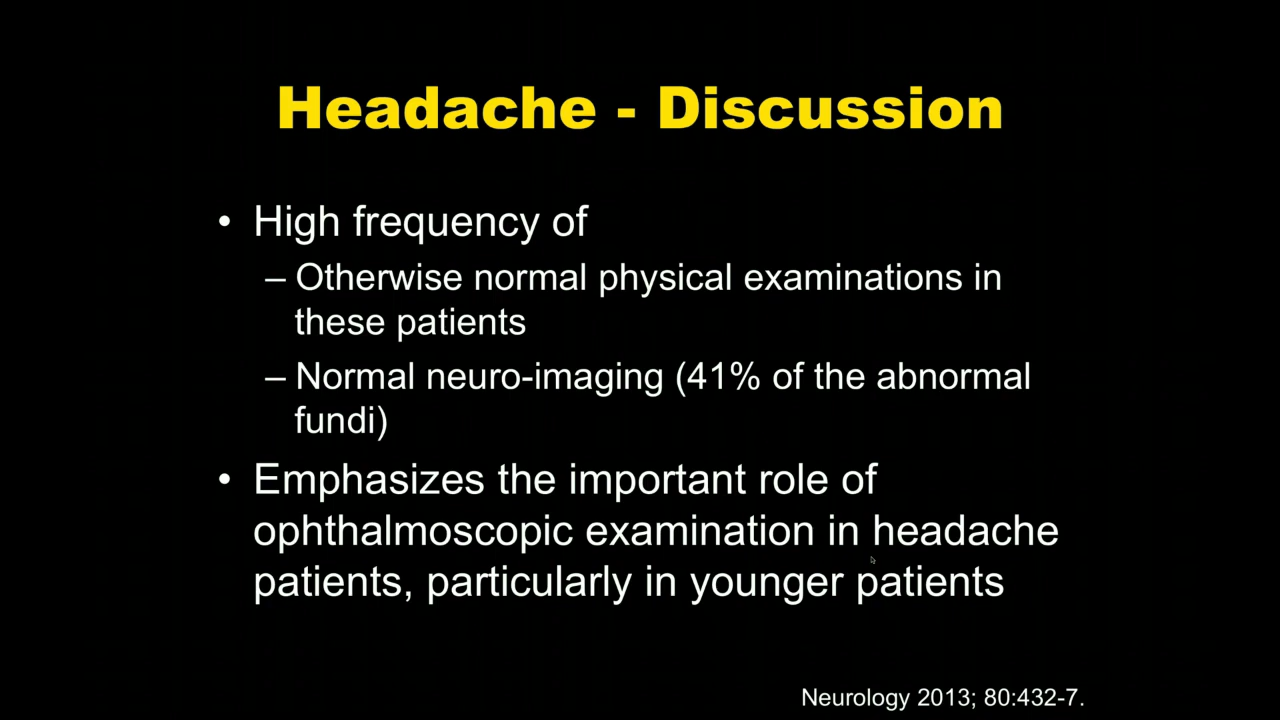 Headache - Discussion
• High frequency of
– Otherwise normal physical examinations in
these patients
– Normal neuro-imaging (41% of the abnormal
fundi)
• Emphasizes the important role of
ophthalmoscopic examination in headache
patients, particularly in younger patients
Neurology 2013; 80:432-7.